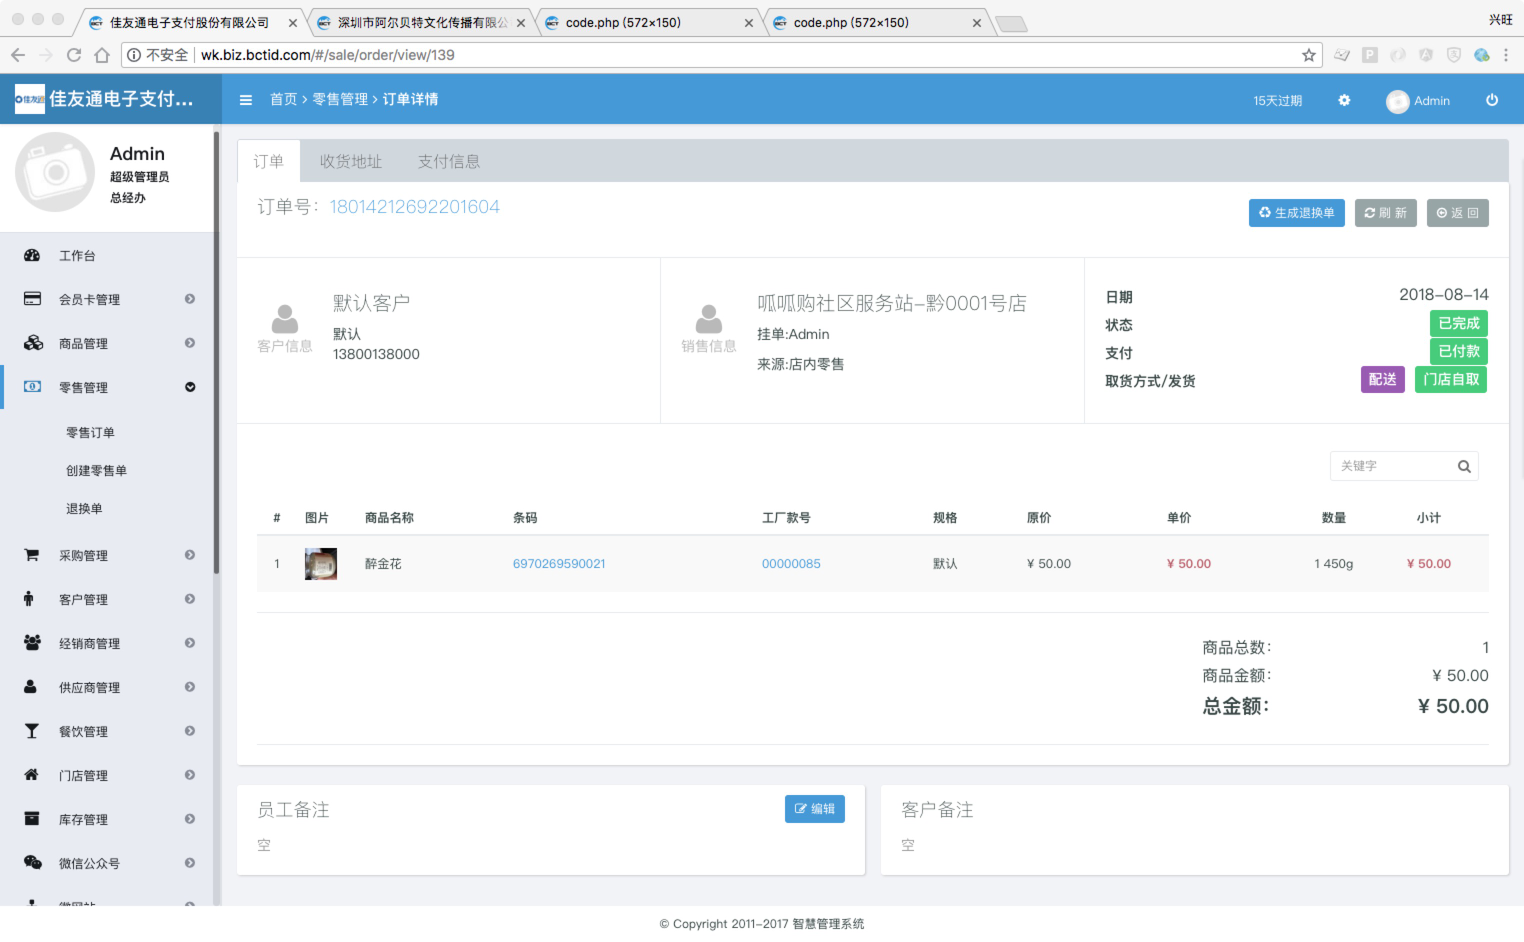 佳友通电子支付股份有限公司
深圳市阿尔贝特文化传播有限公
code.php (572×150)
code.php (572×150)
兴旺
不安全
wk.biz.bctid.com/#/sale/order/view/139
佳友通电子支付...
首页 › 零售管理 › 订单详情
15天过期
Admin
Admin
超级管理员
总经办
工作台
会员卡管理
商品管理
零售管理
零售订单
创建零售单
退换单
采购管理
客户管理
经销商管理
供应商管理
餐饮管理
门店管理
库存管理
微信公众号
订单 收货地址 支付信息
订单号: 18014212692201604
生成退换单 刷 新 返 回
客户信息
默认客户
默认
13800138000
销售信息
呱呱购社区服务站-黔0001号店
挂单:Admin
来源:店内零售
日期 2018-08-14
状态 已完成
支付 已付款
取货方式/发货 配送 门店自取
关键字
# 图片 商品名称 条码 工厂款号 规格 原价 单价 数量 小计
1 醉金花 6970269590021 00000085 默认 ¥ 50.00 ¥ 50.00 1 450g ¥ 50.00
商品总数: 1
商品金额: ¥ 50.00
总金额: ¥ 50.00
员工备注
编辑
空
客户备注
空
© Copyright 2011-2017 智慧管理系统